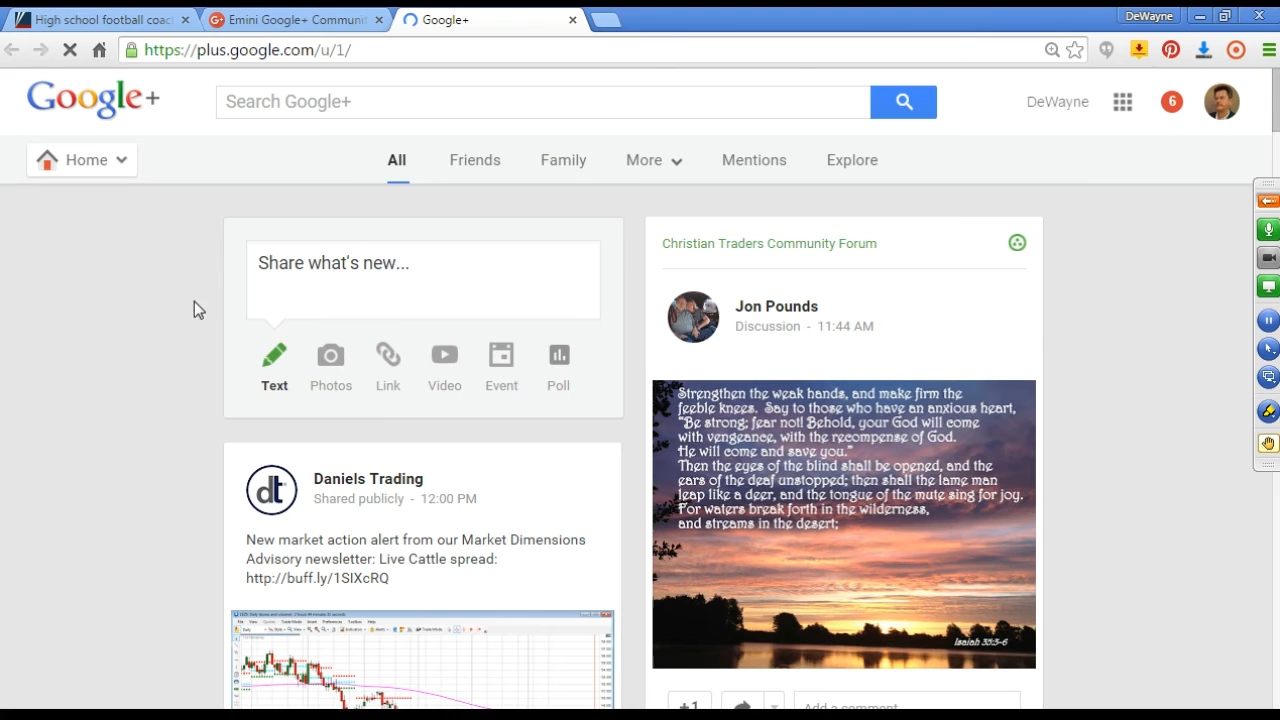 High school football coac
Emini Google+ Communi
Google+
DeWayne
https://plus.google.com/u/1/
Google+
Search Google+
DeWayne
6
Home
All
Friends
Family
More
Mentions
Explore
Share what's new...
Text
Photos
Link
Video
Event
Poll
Daniels Trading
Shared publicly - 12:00 PM
dt
New market action alert from our Market Dimensions
Advisory newsletter: Live Cattle spread:
http://buff.ly/1SIXcRQ
Christian Traders Community Forum
Jon Pounds
Discussion - 11:44 AM
Strengthen the weak hands, and make firm the
feeble knees. Say to those who have an anxious heart,
"Be strong; fear not! Behold, your God will come
with vengeance, with the recompense of God.
He will come and save you."
Then the eyes of the blind shall be opened, and the
ears of the deaf unstopped; then shall the lame man
leap like a deer, and the tongue of the mute sing for joy.
For waters break forth in the wilderness,
and streams in the desert;
Isaiah 35:3-6
+1
Add a comment...